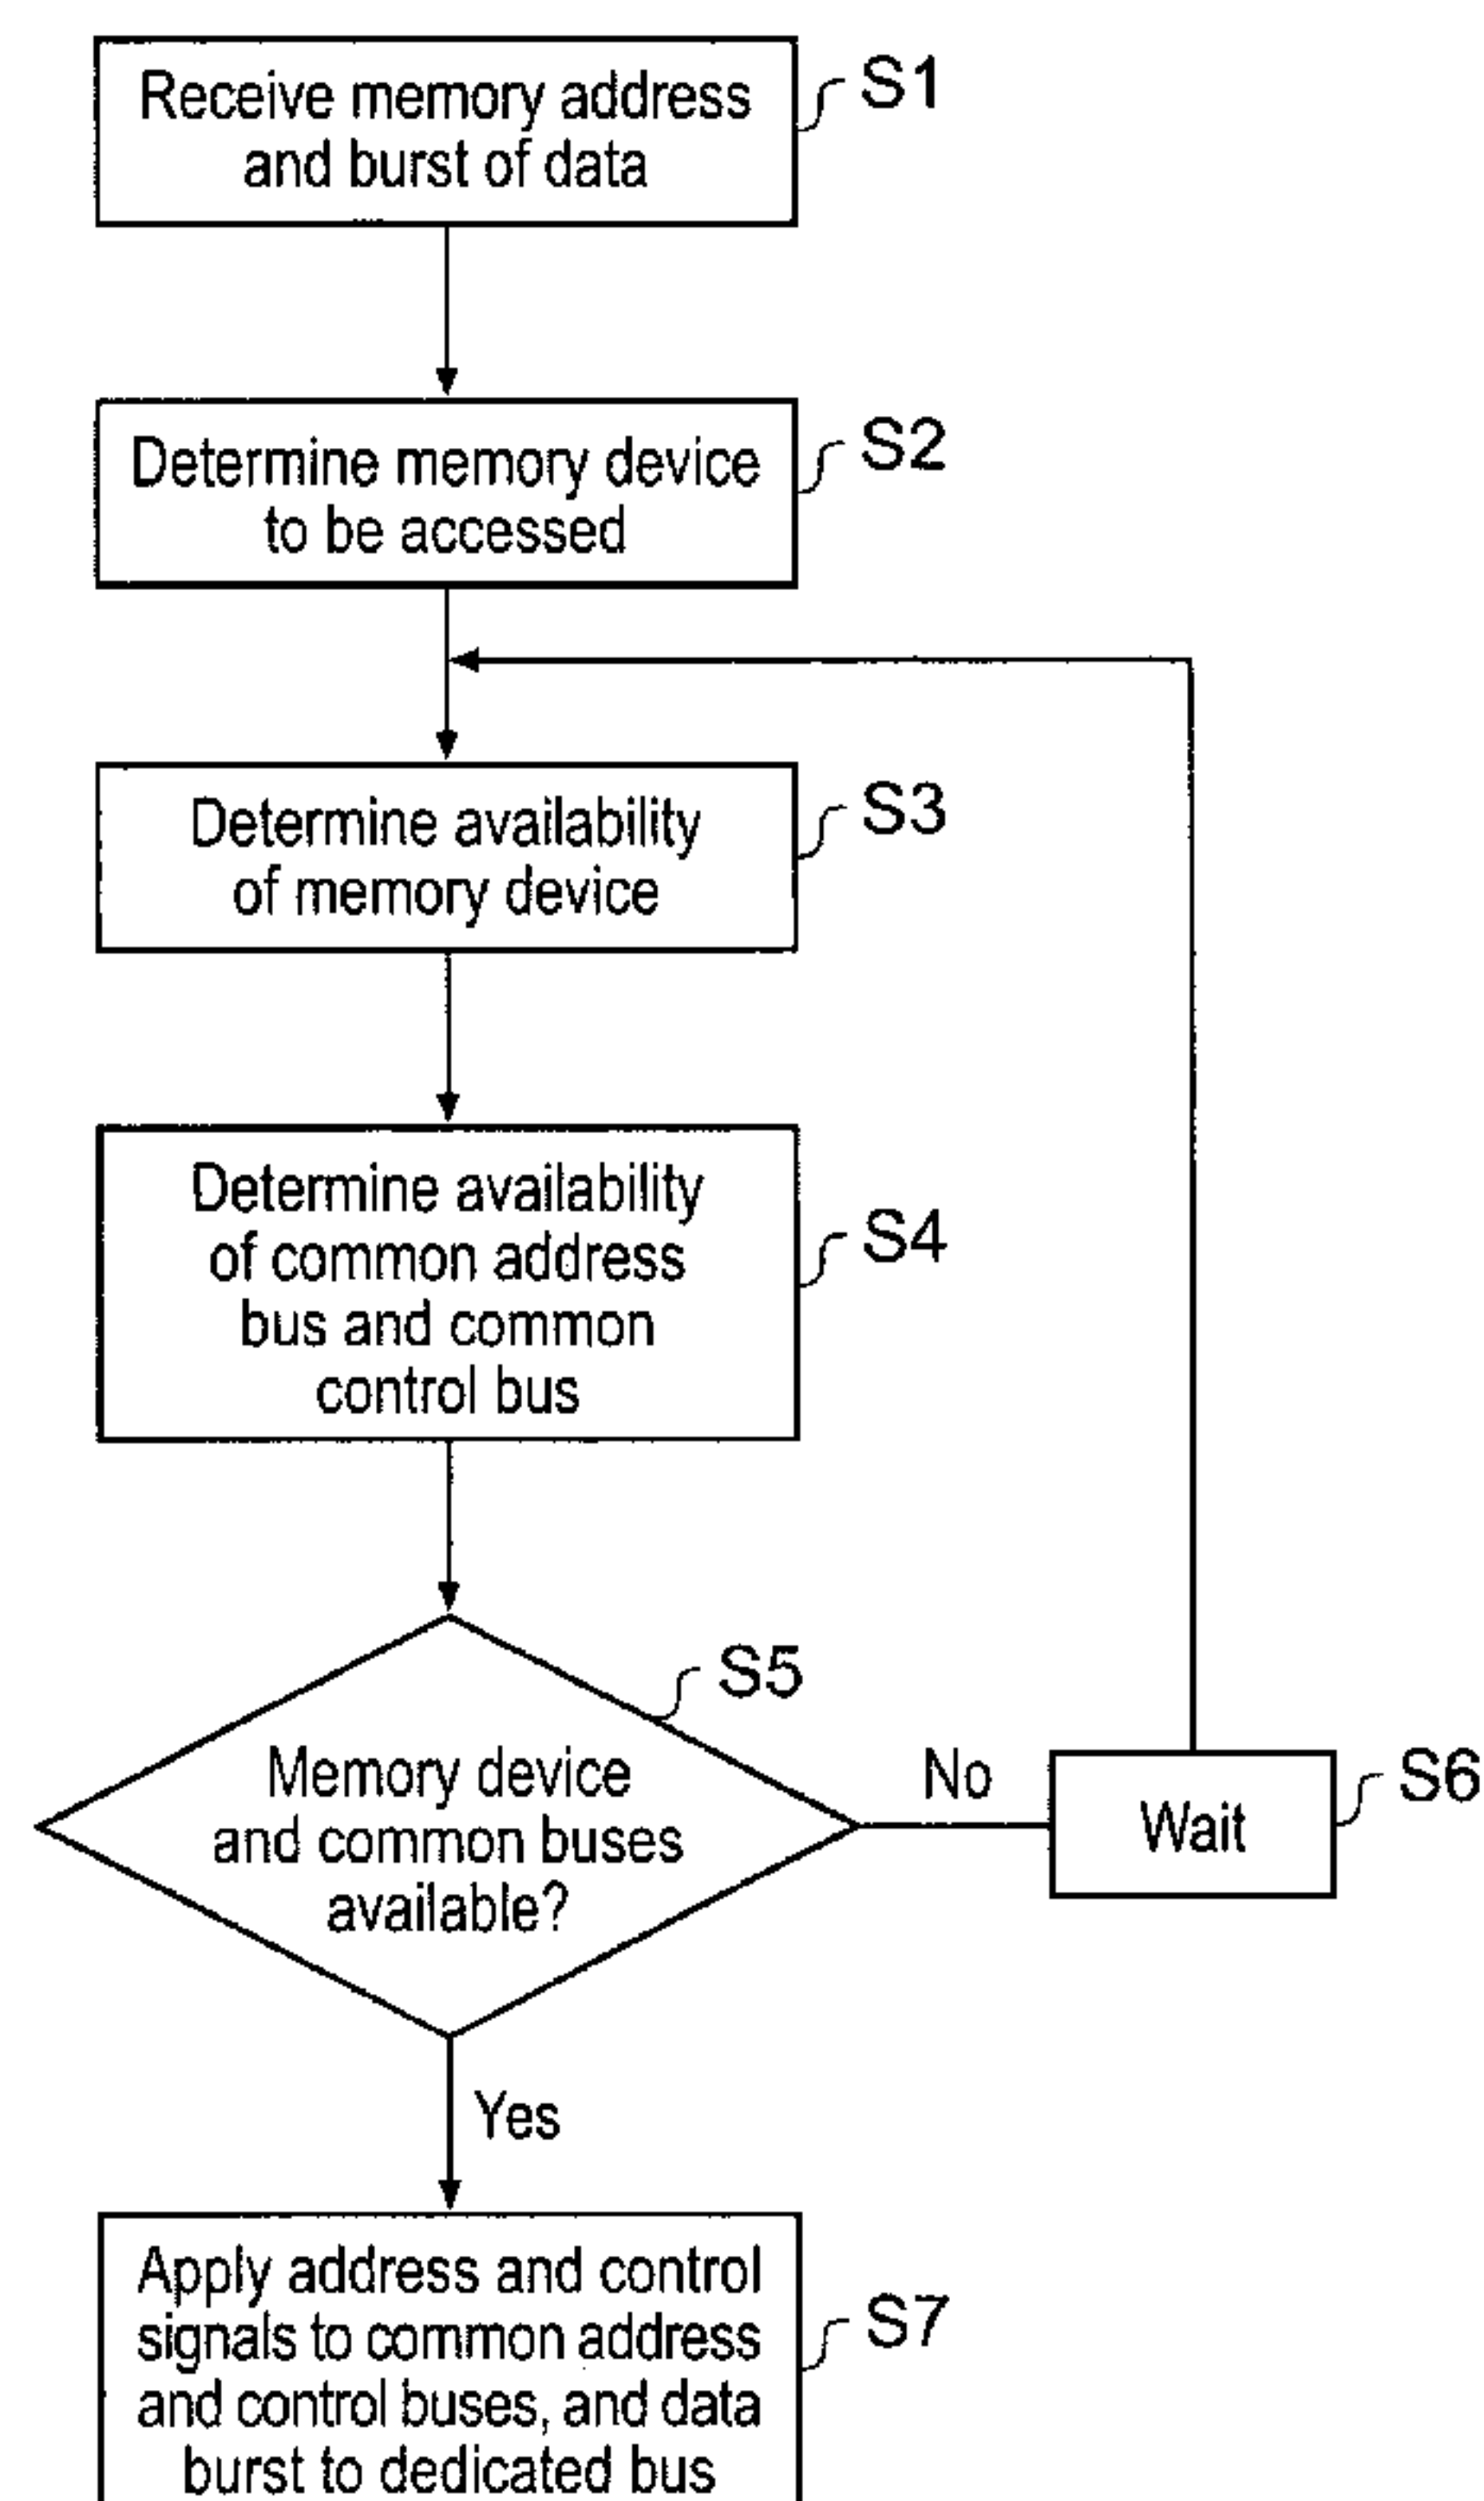 Receive memory address
and burst of data
S1
Determine memory device
to be accessed
S2
Determine availability
of memory device
S3
Determine availability
of common address
bus and common
control bus
S4
S5
Memory device
and common buses
available?
No
Wait
S6
Yes
Apply address and control
signals to common address
and control buses, and data
burst to dedicated bus
S7